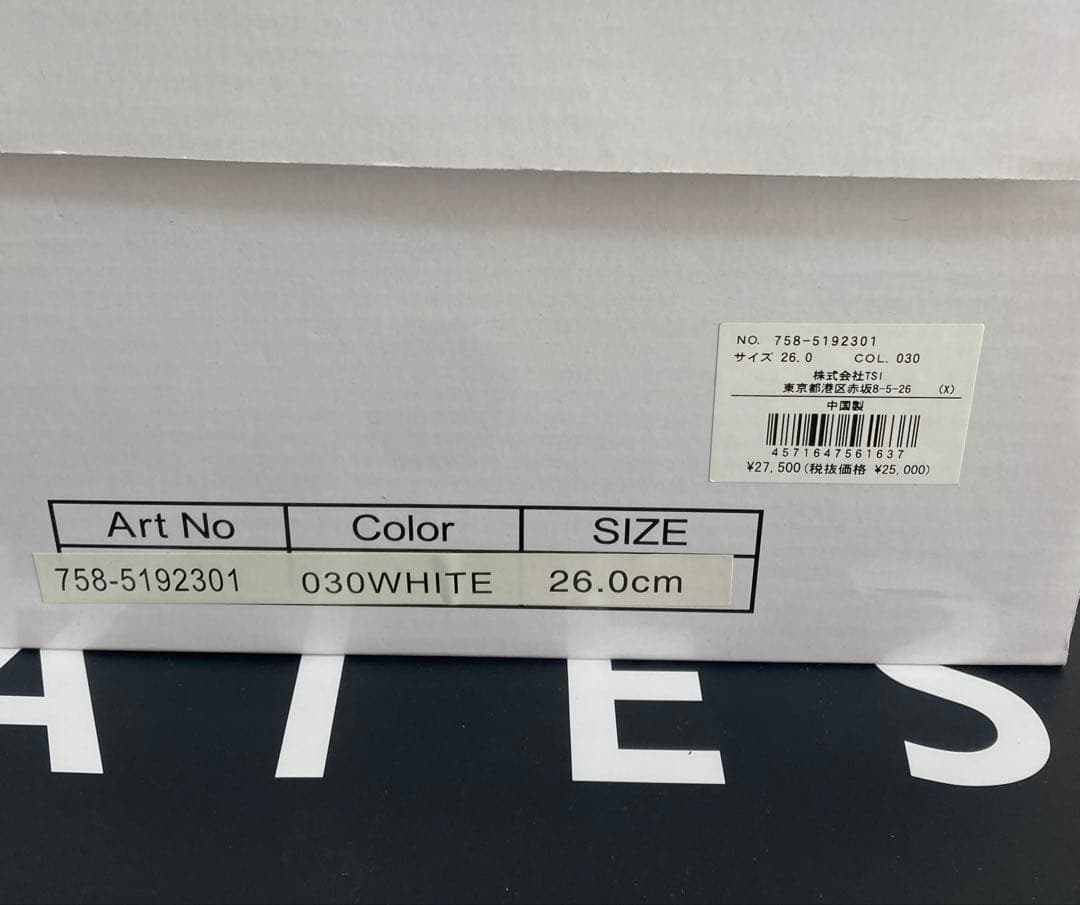 NO. 758-5192301
サイズ 26.0 COL. 030
株式会社TSI
東京都港区赤坂8-5-26 (X)
中国製
4571647561637
¥27,500(税抜価格 ¥25,000)
Art No Color SIZE
758-5192301 030WHITE 26.0cm
ATES